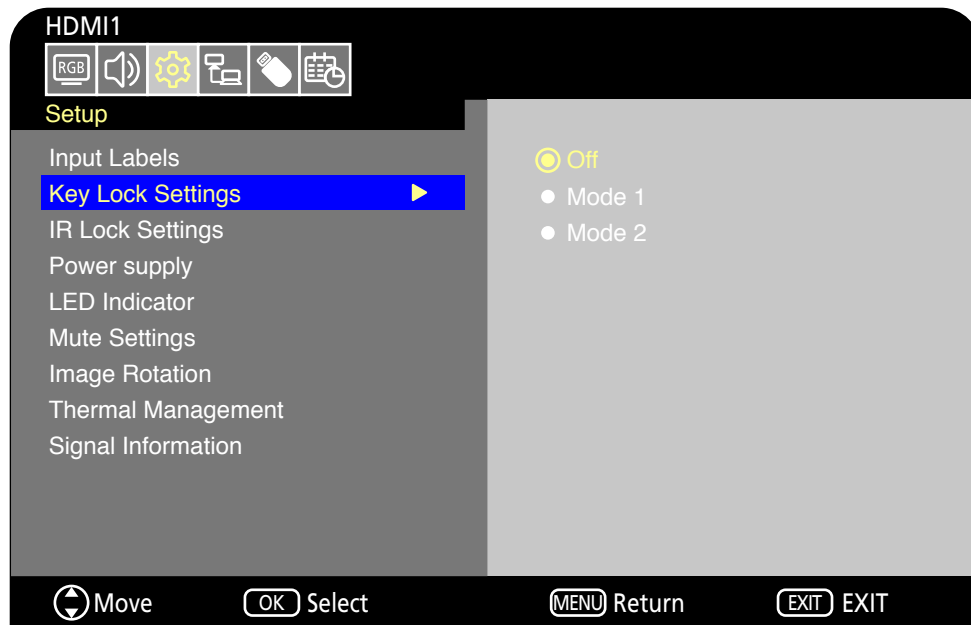 HDMI1
RGB
Setup
Input Labels
Key Lock Settings
IR Lock Settings
Power supply
LED Indicator
Mute Settings
Image Rotation
Thermal Management
Signal Information
Off
Mode 1
Mode 2
Move OK Select MENU Return EXIT EXIT